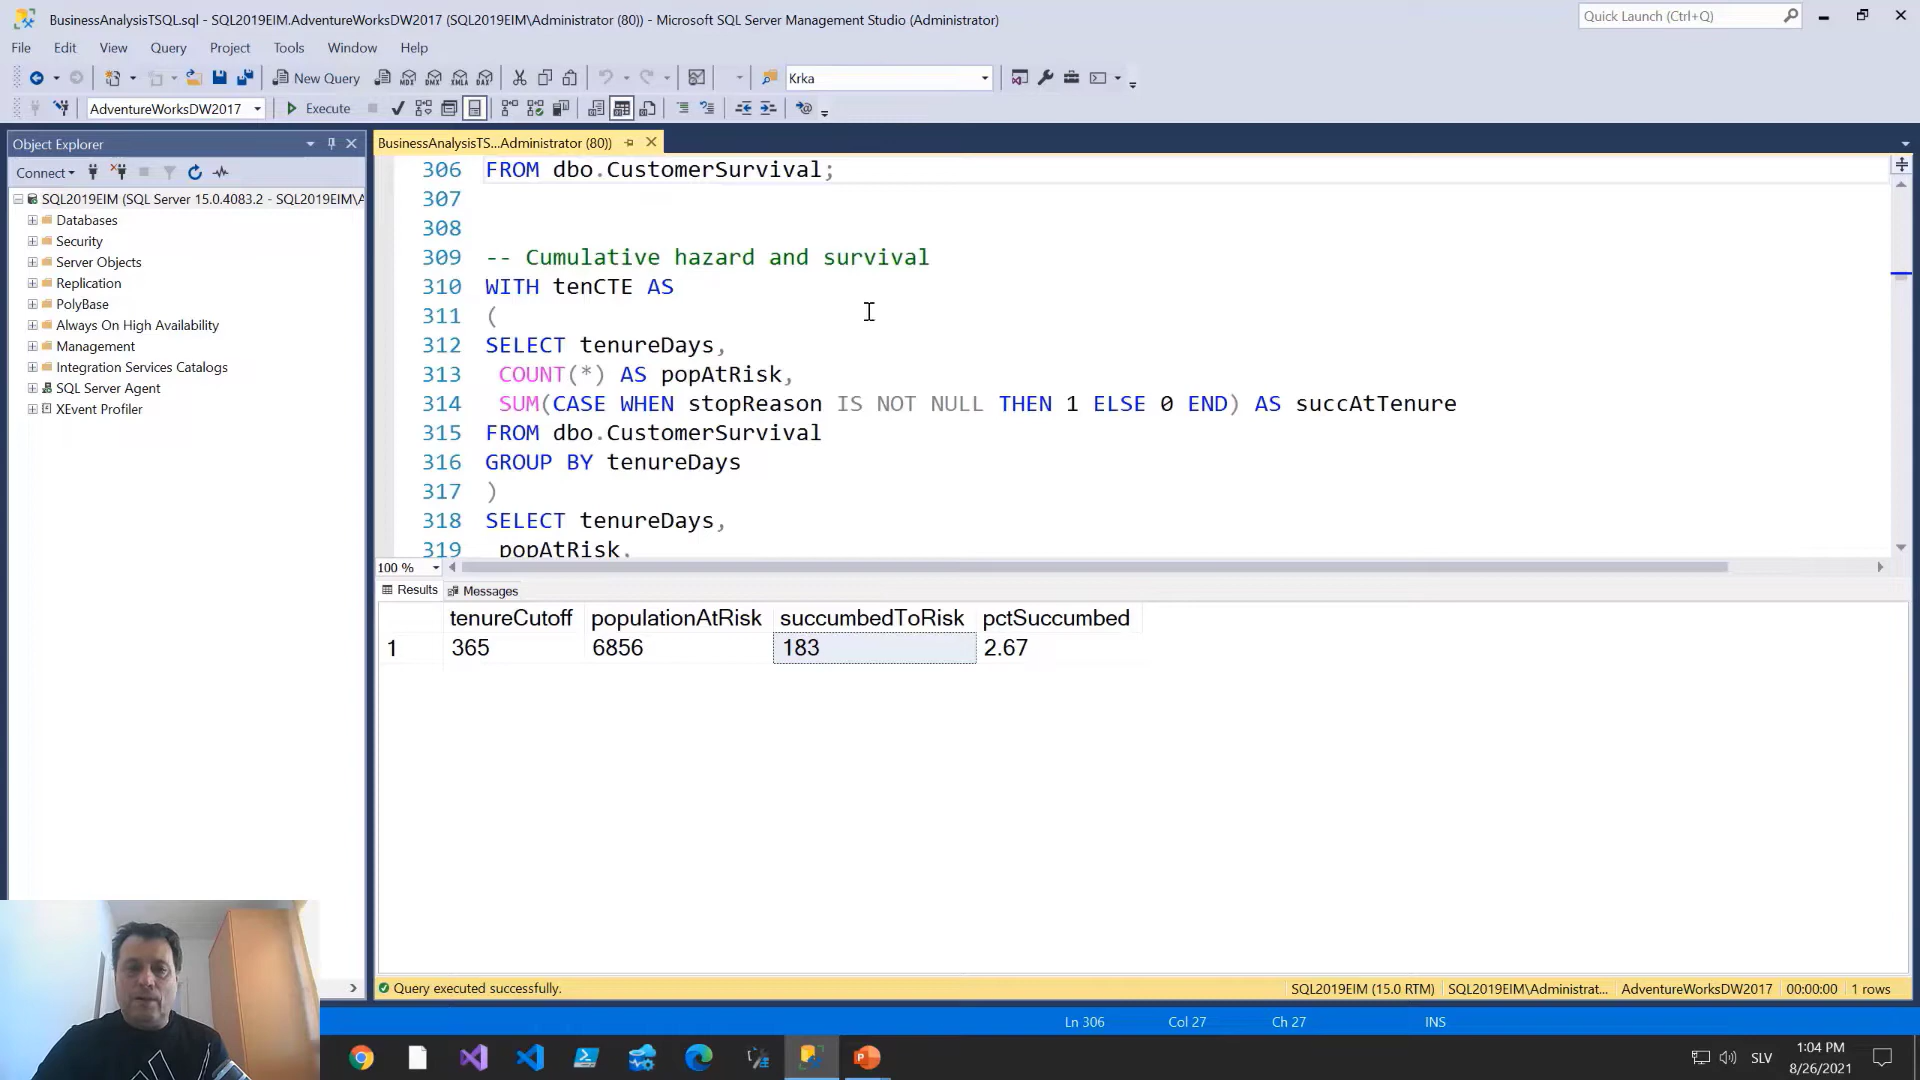 BusinessAnalysisTSQL.sql - SQL2019EIM.AdventureWorksDW2017 (SQL2019EIM\Administrator (80)) - Microsoft SQL Server Management Studio (Administrator)
Quick Launch (Ctrl+Q)
File Edit View Query Project Tools Window Help
New Query
Krka
AdventureWorksDW2017
Execute
Object Explorer
Connect
SQL2019EIM (SQL Server 15.0.4083.2 - SQL2019EIM\A
Databases
Security
Server Objects
Replication
PolyBase
Always On High Availability
Management
Integration Services Catalogs
SQL Server Agent
XEvent Profiler
BusinessAnalysisTS...Administrator (80))
306 FROM dbo.CustomerSurvival;
307
308
309 -- Cumulative hazard and survival
310 WITH tenCTE AS
311 (
312 SELECT tenureDays,
313 COUNT(*) AS popAtRisk,
314 SUM(CASE WHEN stopReason IS NOT NULL THEN 1 ELSE 0 END) AS succAtTenure
315 FROM dbo.CustomerSurvival
316 GROUP BY tenureDays
317 )
318 SELECT tenureDays,
319 popAtRisk,
100 %
Results Messages
tenureCutoff populationAtRisk succumbedToRisk pctSuccumbed
1 365 6856 183 2.67
Query executed successfully.
SQL2019EIM (15.0 RTM) SQL2019EIM\Administrat... AdventureWorksDW2017 00:00:00 1 rows
Ln 306 Col 27 Ch 27 INS
SLV
1:04 PM
8/26/2021